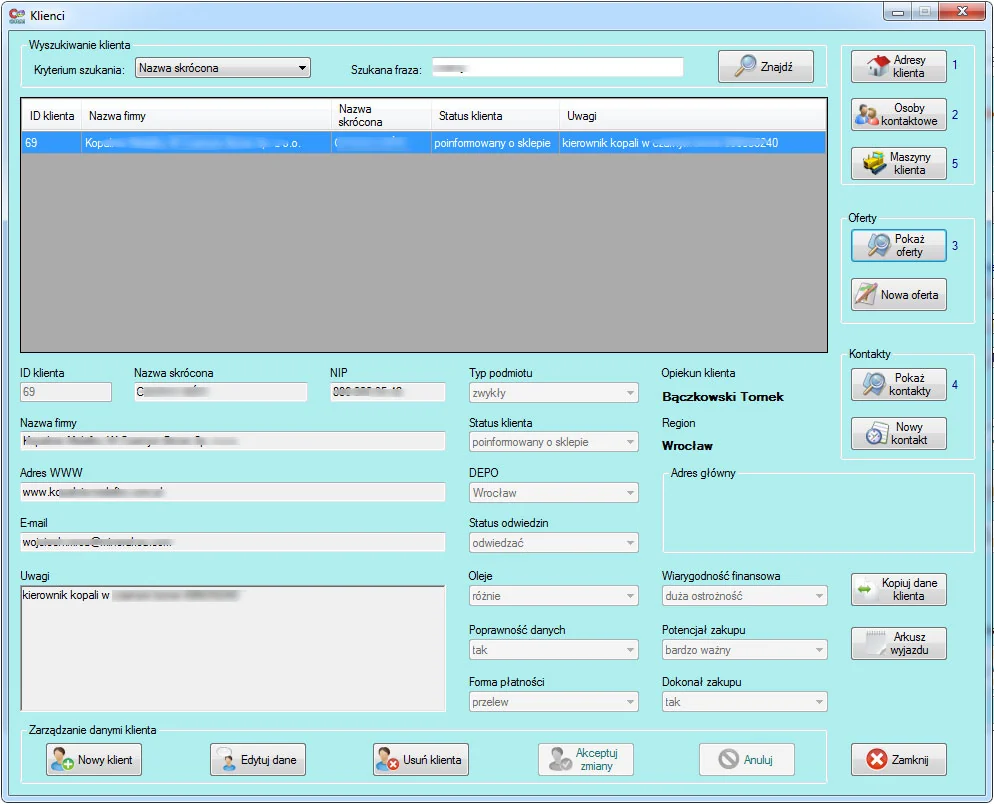 Klienci
Wyszukiwanie klienta
Kryterium szukania: Nazwa skrócona Szukana fraza: Znajdź
ID klienta Nazwa firmy Nazwa skrócona Status klienta Uwagi
69 poinformowany o sklepie kierownik kopali w
Adresy klienta 1
Osoby kontaktowe 2
Maszyny klienta 5
Oferty
Pokaż oferty 3
Nowa oferta
Kontakty
Pokaż kontakty 4
Nowy kontakt
ID klienta Nazwa skrócona NIP Typ podmiotu Opiekun klienta
69 zwykły Bączkowski Tomek
Nazwa firmy Status klienta Region
poinformowany o sklepie Wrocław
Adres WWW DEPO Adres główny
Wrocław
E-mail Status odwiedzin
odwiedzać
Uwagi Oleje Wiarygodność finansowa
kierownik kopali w różnie duża ostrożność
Kopiuj dane klienta
Poprawność danych Potencjał zakupu
tak bardzo ważny
Arkusz wyjazdu
Forma płatności Dokonał zakupu
przelew tak
Zarządzanie danymi klienta
Nowy klient Edytuj dane Usuń klienta Akceptuj zmiany Anuluj Zamknij